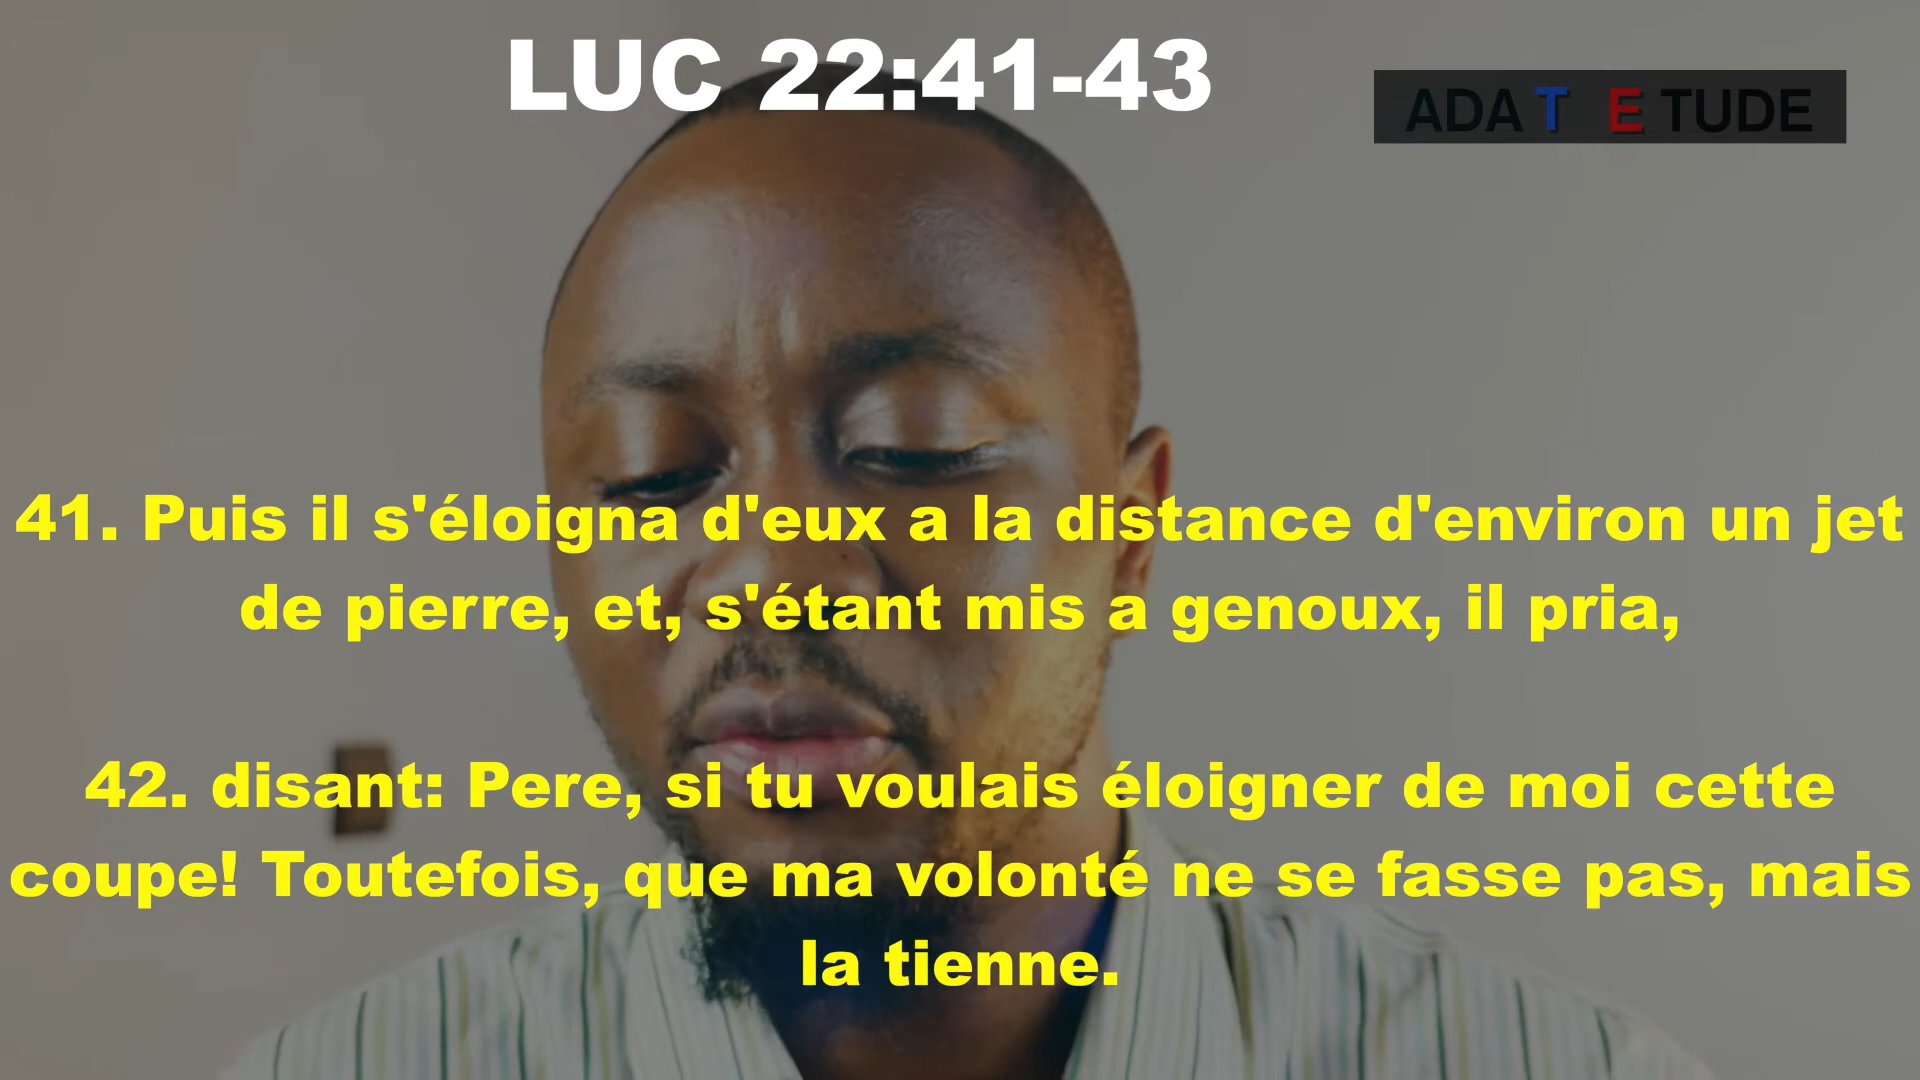 LUC 22:41-43
ADAT ETUDE
41. Puis il s'éloigna d'eux a la distance d'environ un jet
de pierre, et, s'étant mis a genoux, il pria,
42. disant: Pere, si tu voulais éloigner de moi cette
coupe! Toutefois, que ma volonté ne se fasse pas, mais
la tienne.